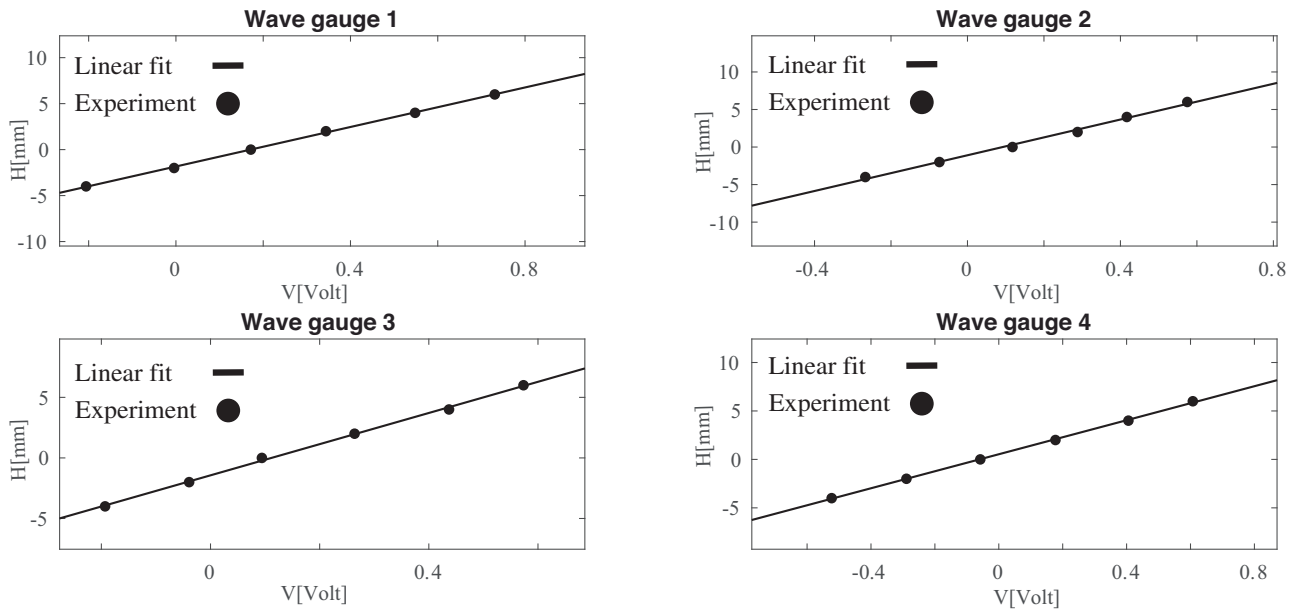 Wave gauge 1
10
5
0
-5
-10
H[mm]
Linear fit
Experiment
0
0.4
0.8
V[Volt]
Wave gauge 2
10
5
0
-5
-10
H[mm]
Linear fit
Experiment
-0.4
0
0.4
0.8
V[Volt]
Wave gauge 3
5
0
-5
H[mm]
Linear fit
Experiment
0
0.4
V[Volt]
Wave gauge 4
10
5
0
-5
H[mm]
Linear fit
Experiment
-0.4
0
0.4
0.8
V[Volt]